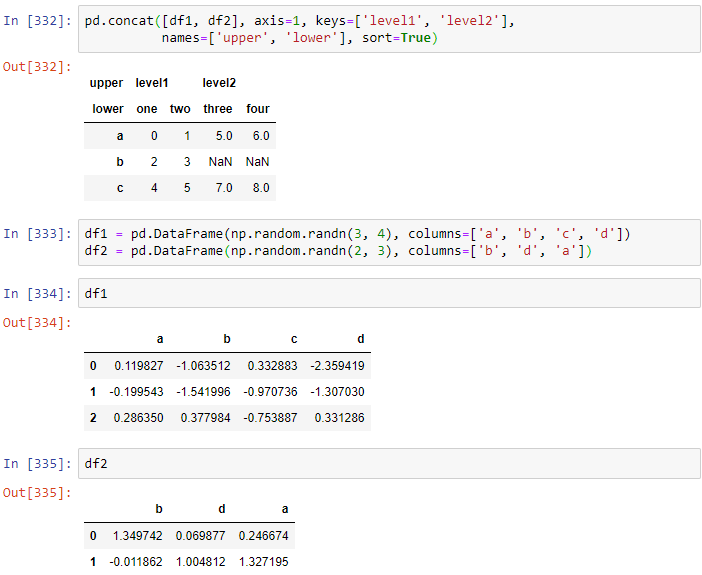 In [332]: pd.concat([df1, df2], axis=1, keys=['level1', 'level2'],
names=['upper', 'lower'], sort=True)
Out[332]:
upper level1 level2
lower one two three four
a 0 1 5.0 6.0
b 2 3 NaN NaN
c 4 5 7.0 8.0
In [333]: df1 = pd.DataFrame(np.random.randn(3, 4), columns=['a', 'b', 'c', 'd'])
df2 = pd.DataFrame(np.random.randn(2, 3), columns=['b', 'd', 'a'])
In [334]: df1
Out[334]:
a b c d
0 0.119827 -1.063512 0.332883 -2.359419
1 -0.199543 -1.541996 -0.970736 -1.307030
2 0.286350 0.377984 -0.753887 0.331286
In [335]: df2
Out[335]:
b d a
0 1.349742 0.069877 0.246674
1 -0.011862 1.004812 1.327195